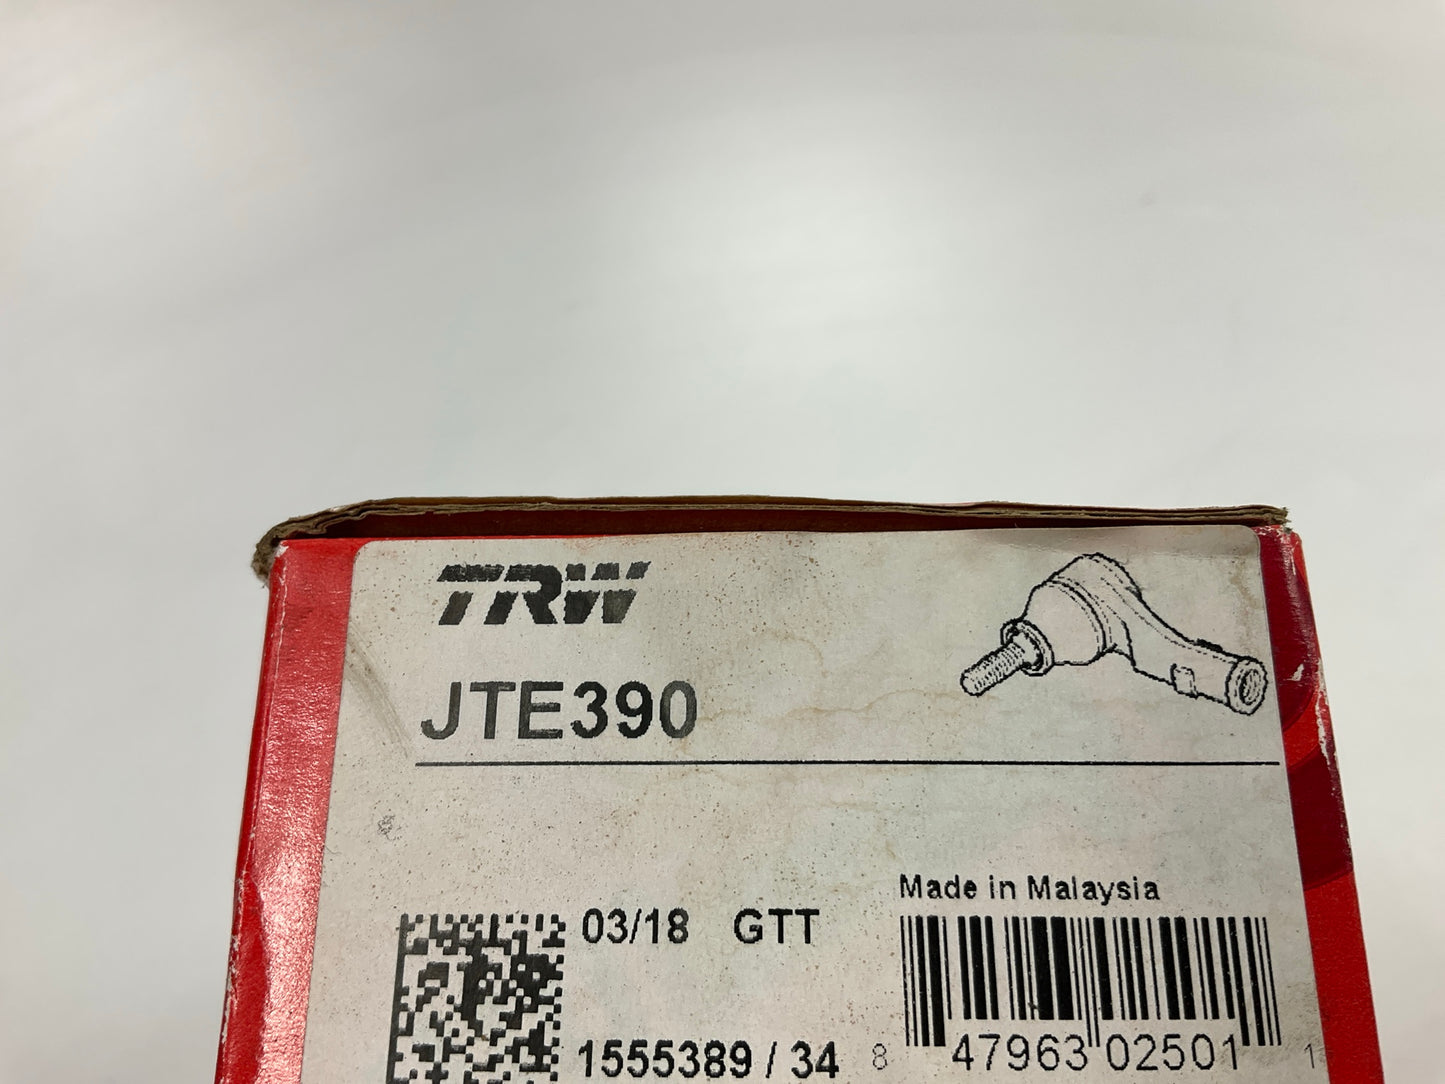 TRW
JTE390
Made in Malaysia
03/18 GTT
1555389 / 34
8 47963 02501